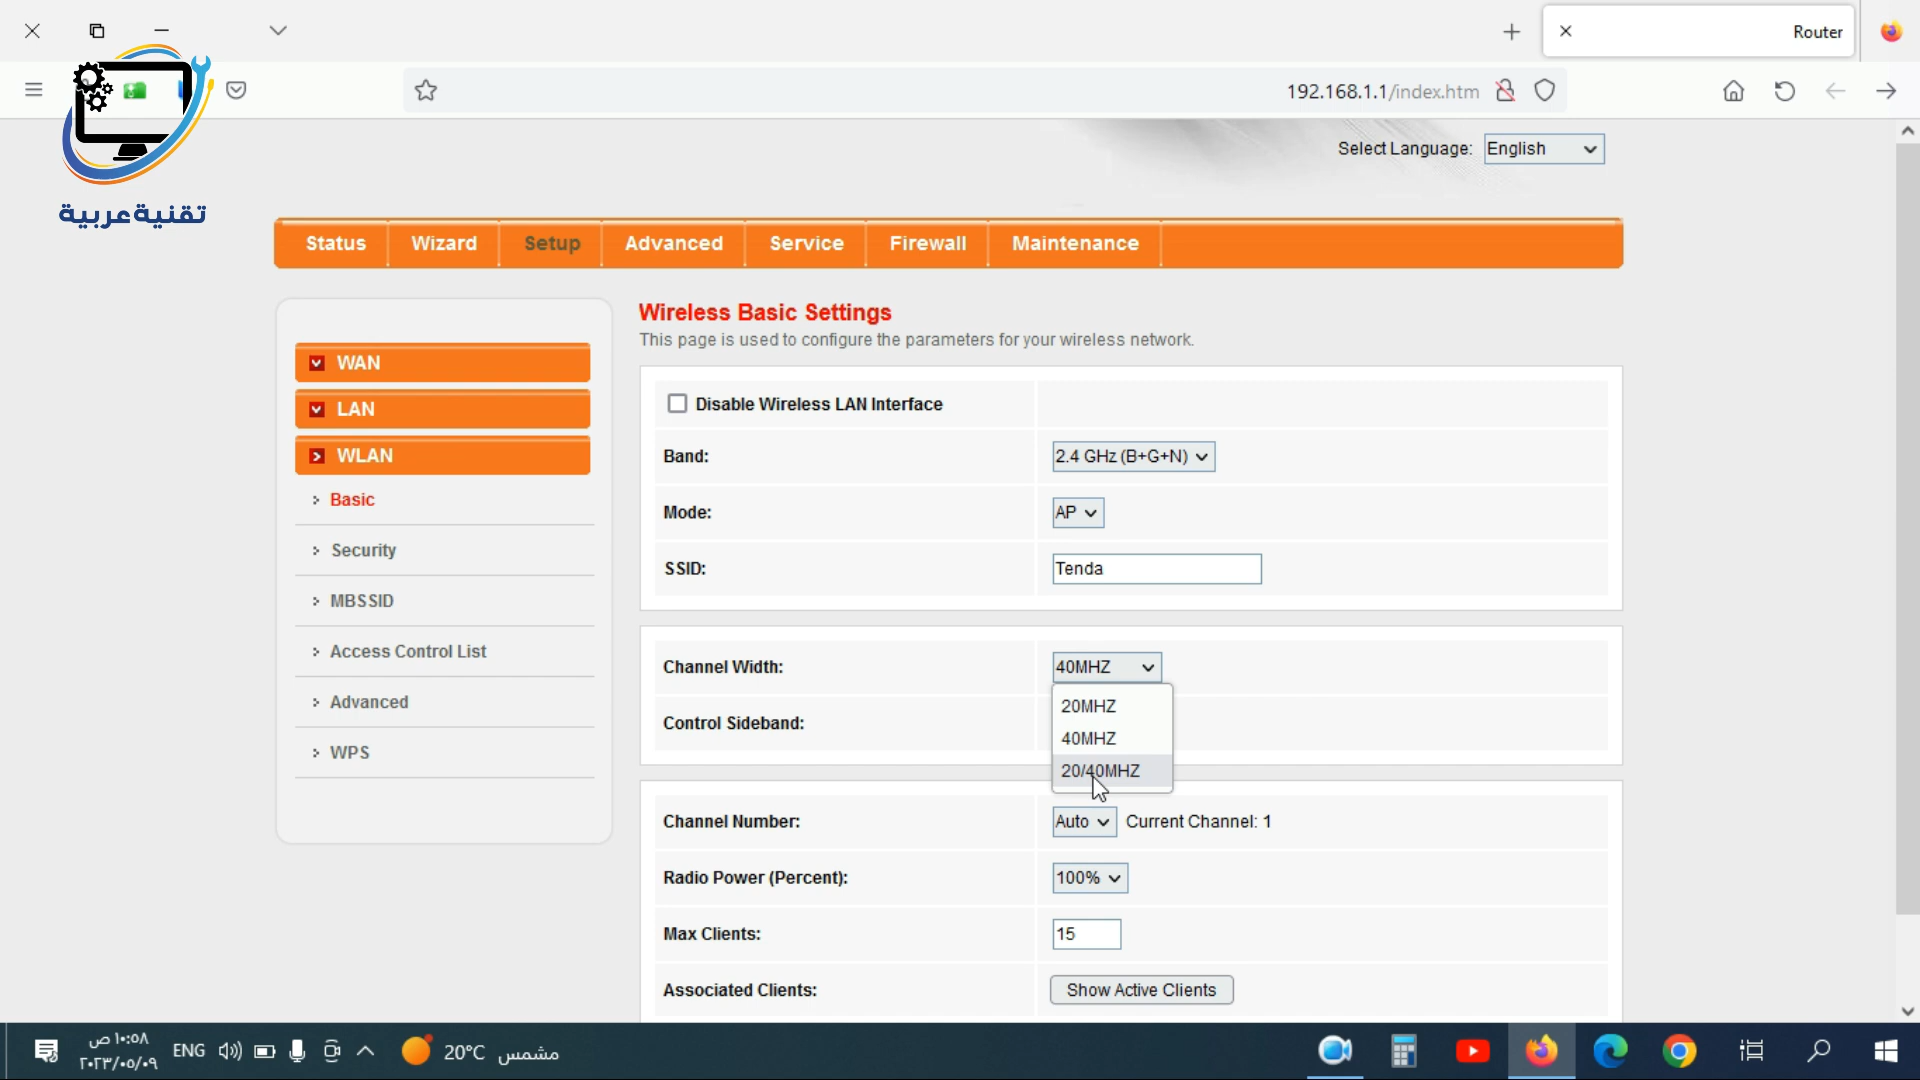 Router
192.168.1.1/index.htm
تقنية عربية
Select Language: English
Status Wizard Setup Advanced Service Firewall Maintenance
WAN
LAN
WLAN
Basic
Security
MBSSID
Access Control List
Advanced
WPS
Wireless Basic Settings
This page is used to configure the parameters for your wireless network.
Disable Wireless LAN Interface
Band: 2.4 GHz (B+G+N)
Mode: AP
SSID: Tenda
Channel Width: 40MHZ
20MHZ
40MHZ
20/40MHZ
Control Sideband:
Channel Number: Auto Current Channel: 1
Radio Power (Percent): 100%
Max Clients: 15
Associated Clients: Show Active Clients
١٠:٥٨ ص
٢٠٢٣/٠٥/٠٩
ENG
20°C مشمس